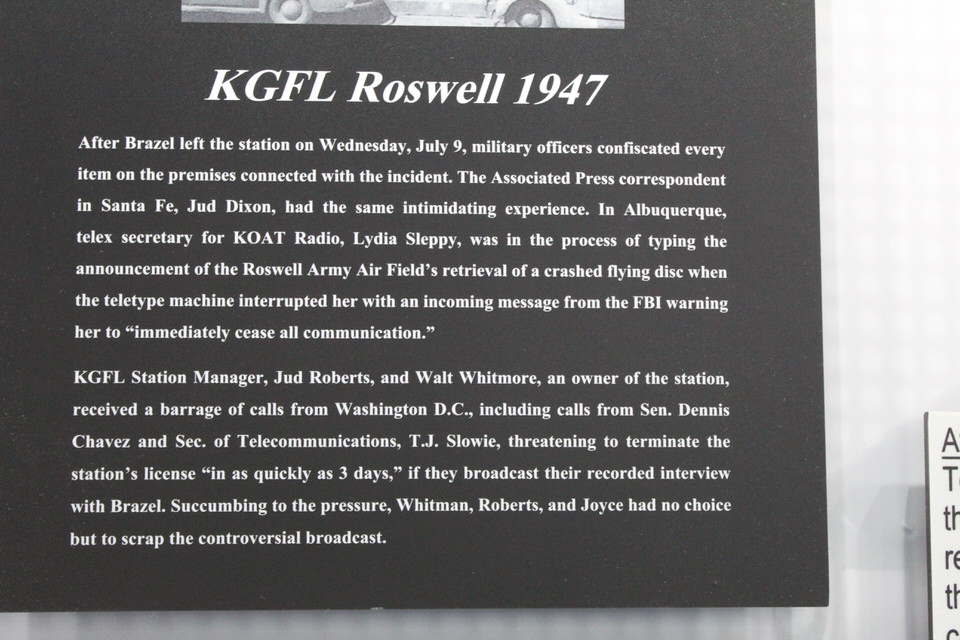 KGFL Roswell 1947
After Brazel left the station on Wednesday, July 9, military officers confiscated every
item on the premises connected with the incident. The Associated Press correspondent
in Santa Fe, Jud Dixon, had the same intimidating experience. In Albuquerque,
telex secretary for KOAT Radio, Lydia Sleppy, was in the process of typing the
announcement of the Roswell Army Air Field's retrieval of a crashed flying disc when
the teletype machine interrupted her with an incoming message from the FBI warning
her to “immediately cease all communication.”
KGFL Station Manager, Jud Roberts, and Walt Whitmore, an owner of the station,
received a barrage of calls from Washington D.C., including calls from Sen. Dennis
Chavez and Sec. of Telecommunications, T.J. Slowie, threatening to terminate the
station's license “in as quickly as 3 days,” if they broadcast their recorded interview
with Brazel. Succumbing to the pressure, Whitman, Roberts, and Joyce had no choice
but to scrap the controversial broadcast.